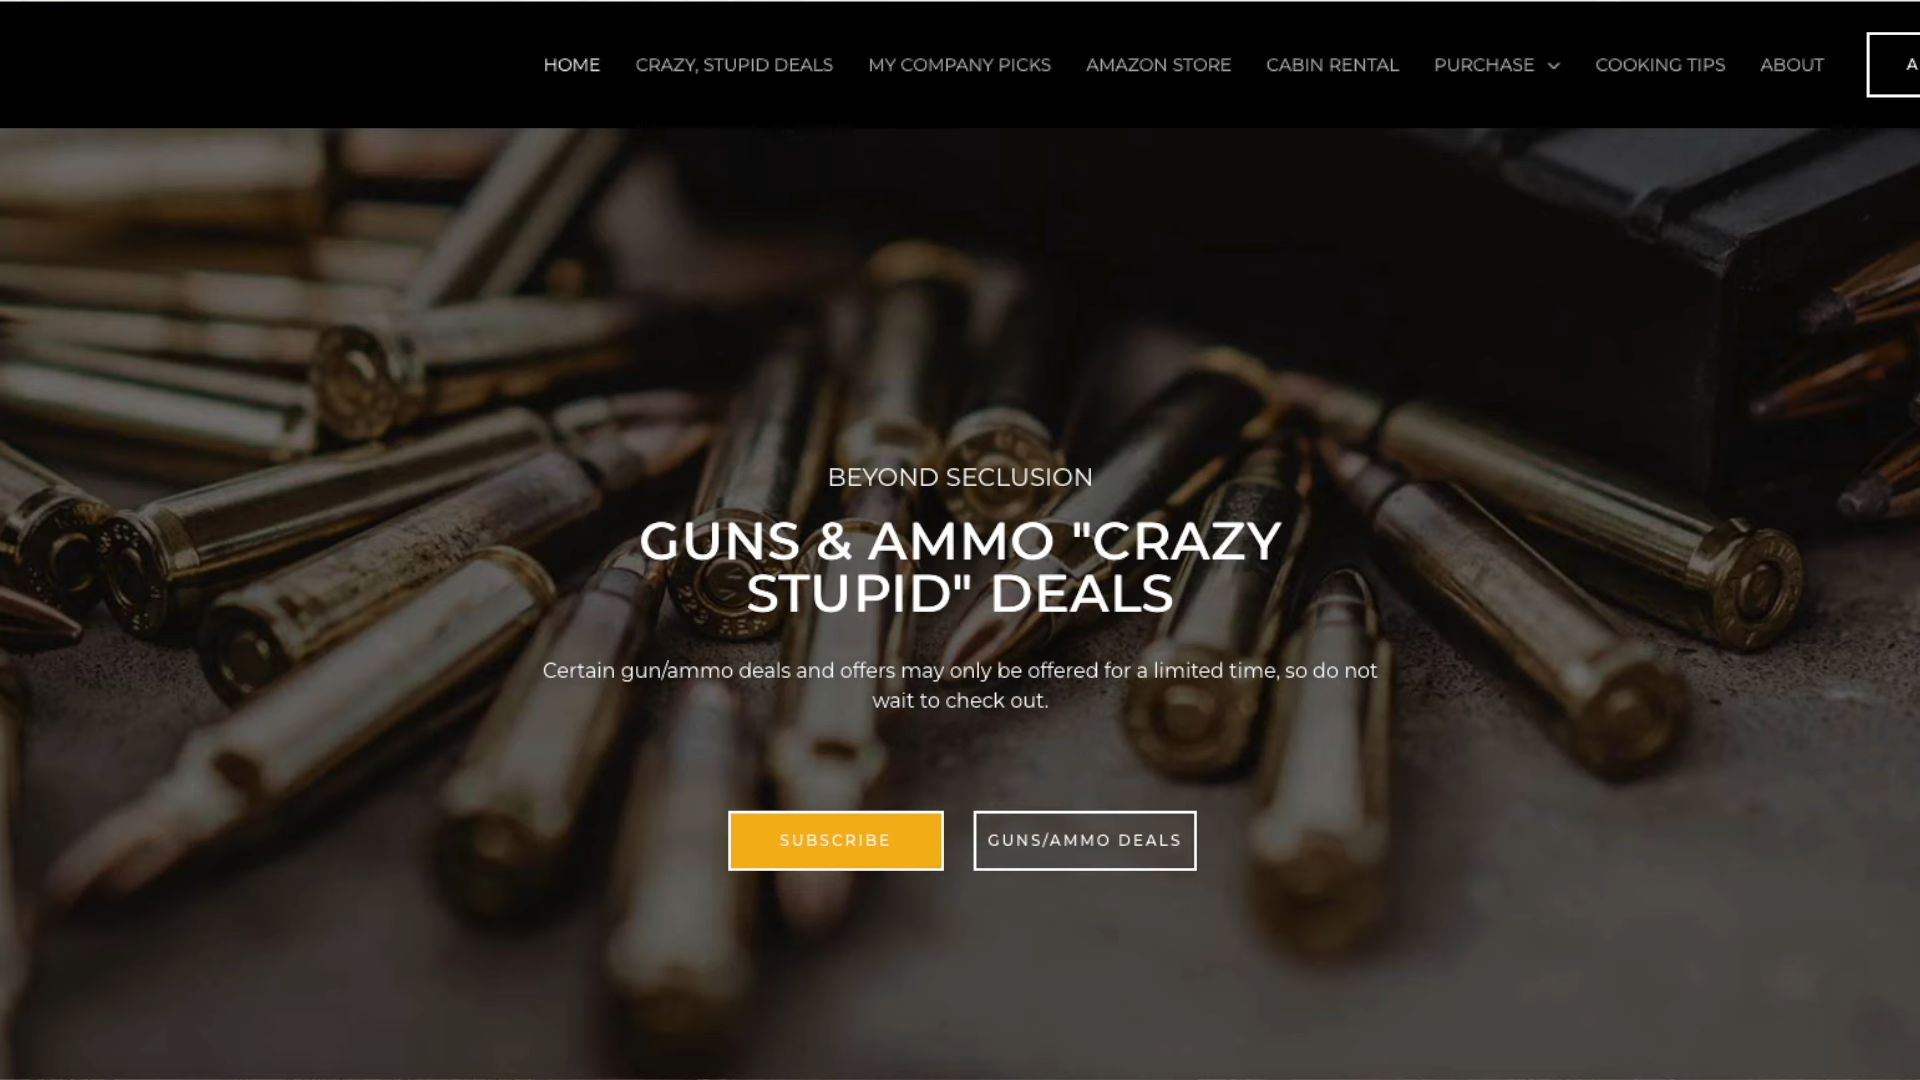 HOME
CRAZY, STUPID DEALS
MY COMPANY PICKS
AMAZON STORE
CABIN RENTAL
PURCHASE
COOKING TIPS
ABOUT
A
BEYOND SECLUSION
GUNS & AMMO "CRAZY
STUPID" DEALS
Certain gun/ammo deals and offers may only be offered for a limited time, so do not
wait to check out.
SUBSCRIBE
GUNS/AMMO DEALS